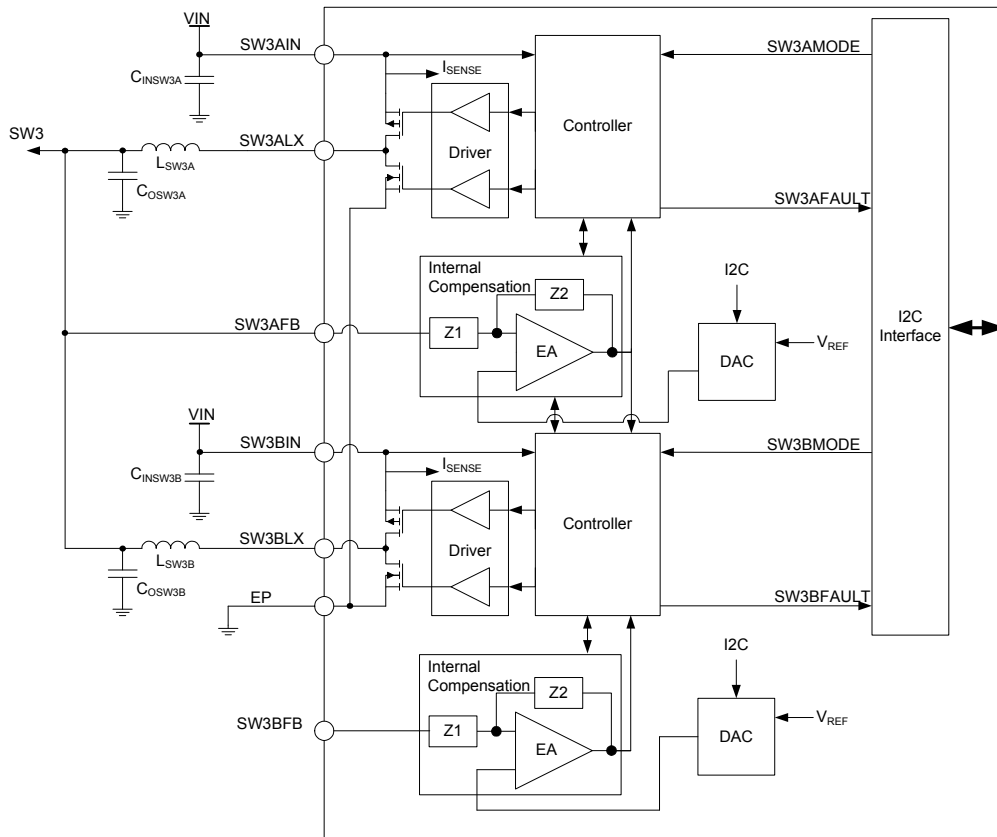 VIN
SW3AIN
SW3AMODE
CINSW3A
ISENSE
Controller
SW3
SW3ALX
LSW3A
Driver
COSW3A
SW3AFAULT
Internal
Compensation
Z2
I2C
SW3AFB
Z1
EA
VREF
DAC
I2C
Interface
VIN
SW3BIN
SW3BMODE
CINSW3B
ISENSE
Controller
SW3BLX
LSW3B
Driver
COSW3B
EP
SW3BFAULT
Internal
Compensation
Z2
I2C
SW3BFB
Z1
EA
VREF
DAC